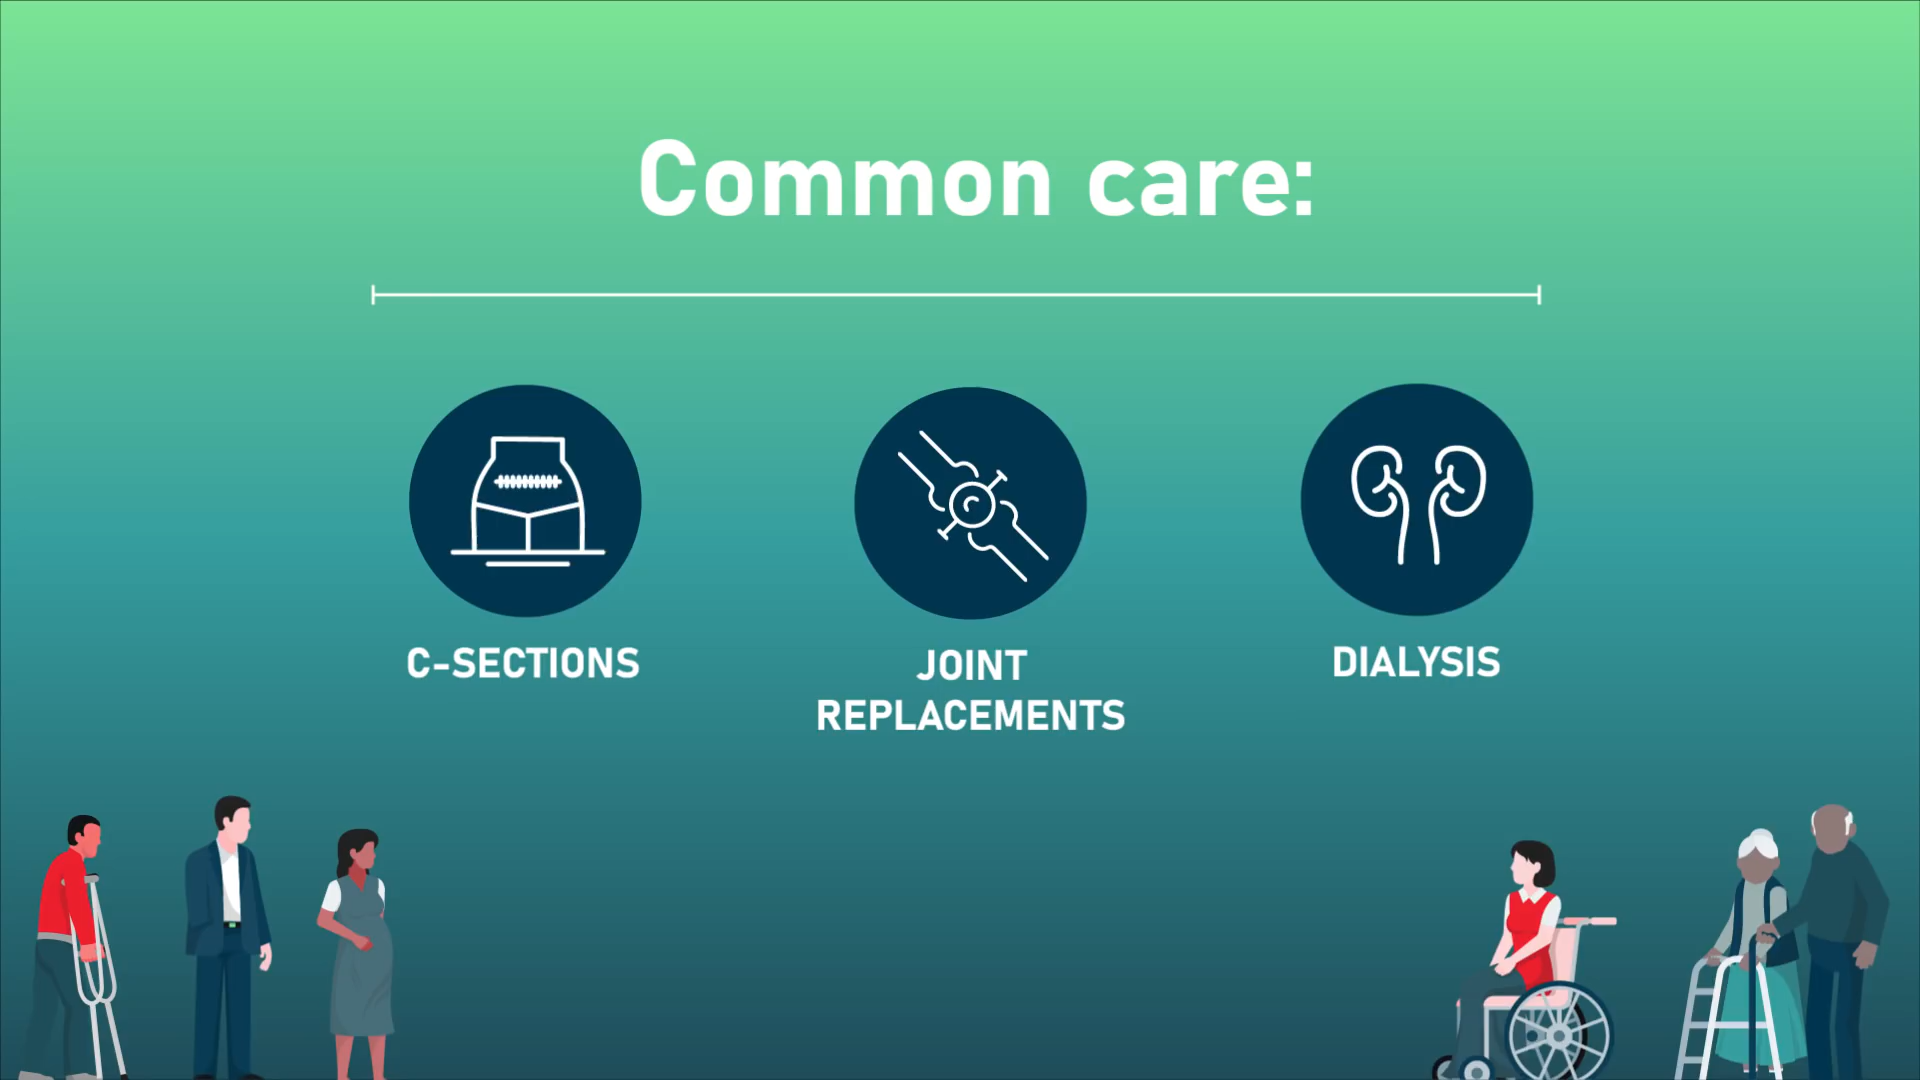 Common care:
C-SECTIONS
JOINT
REPLACEMENTS
DIALYSIS